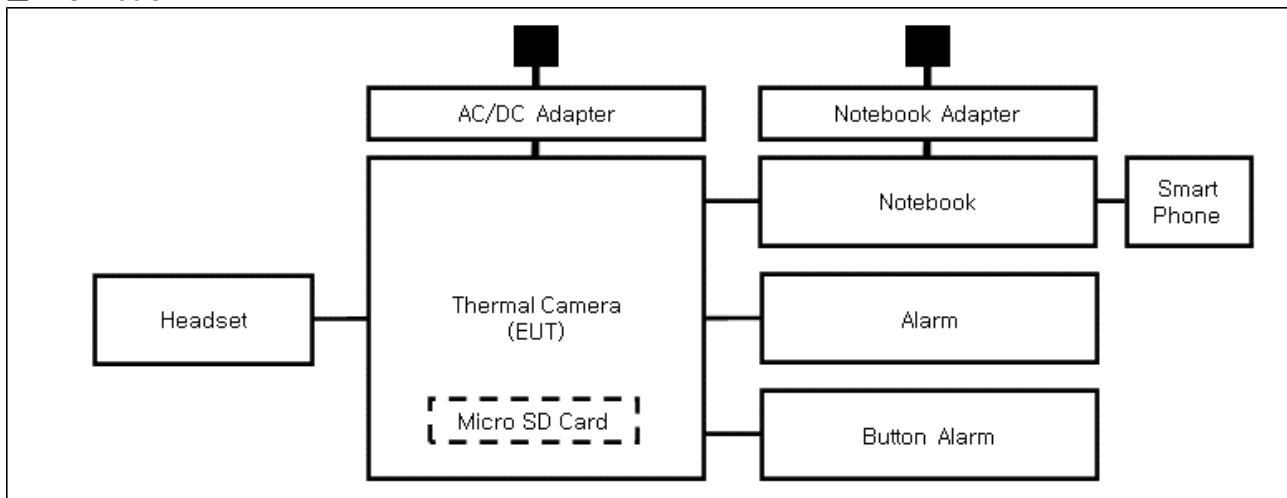 AC/DC Adapter
Notebook Adapter
Notebook
Smart
Phone
Headset
Thermal Camera
(EUT)
Alarm
Micro SD Card
Button Alarm